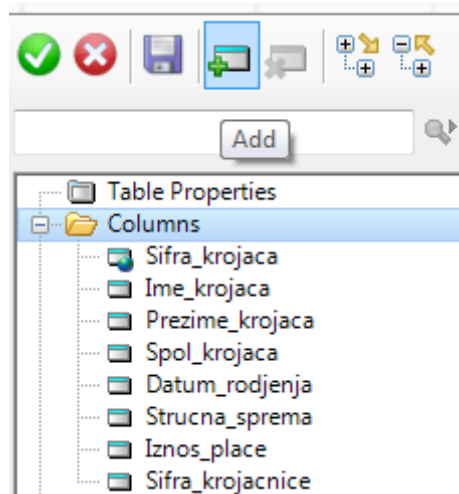 Add
Table Properties
Columns
Sifra_krojaca
Ime_krojaca
Prezime_krojaca
Spol_krojaca
Datum_rodjenja
Strucna_sprema
Iznos_place
Sifra_krojacnice